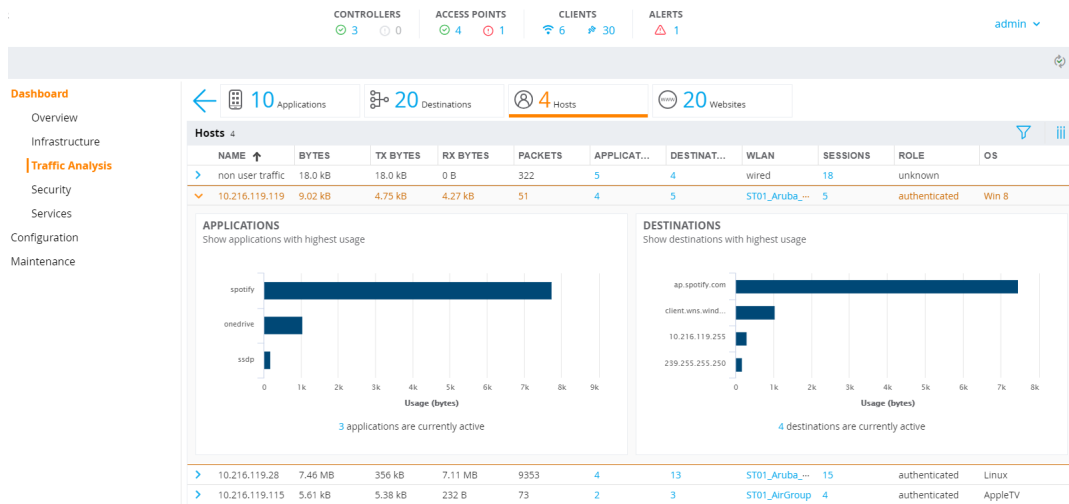 CONTROLLERS ACCESS POINTS CLIENTS ALERTS
3 0 4 1 6 30 1
admin
Dashboard
Overview
Infrastructure
Traffic Analysis
Security
Services
Configuration
Maintenance
10 Applications 20 Destinations 4 Hosts www 20 Websites
Hosts 4
NAME BYTES TX BYTES RX BYTES PACKETS APPLICAT... DESTINAT... WLAN SESSIONS ROLE OS
non user traffic 18.0 kB 18.0 kB 0 B 322 5 4 wired 18 unknown
10.216.119.119 9.02 kB 4.75 kB 4.27 kB 51 4 5 ST01_Aruba_... 5 authenticated Win 8
APPLICATIONS
Show applications with highest usage
spotify
onedrive
ssdp
0 1k 2k 3k 4k 5k 6k 7k 8k 9k
Usage (bytes)
3 applications are currently active
DESTINATIONS
Show destinations with highest usage
ap.spotify.com
client.wns.wind...
10.216.119.255
239.255.255.250
0 1k 2k 3k 4k 5k 6k 7k 8k
Usage (bytes)
4 destinations are currently active
10.216.119.28 7.46 MB 356 kB 7.11 MB 9353 4 13 ST01_Aruba_... 15 authenticated Linux
10.216.119.115 5.61 kB 5.38 kB 232 B 73 2 3 ST01_AirGroup 4 authenticated AppleTV